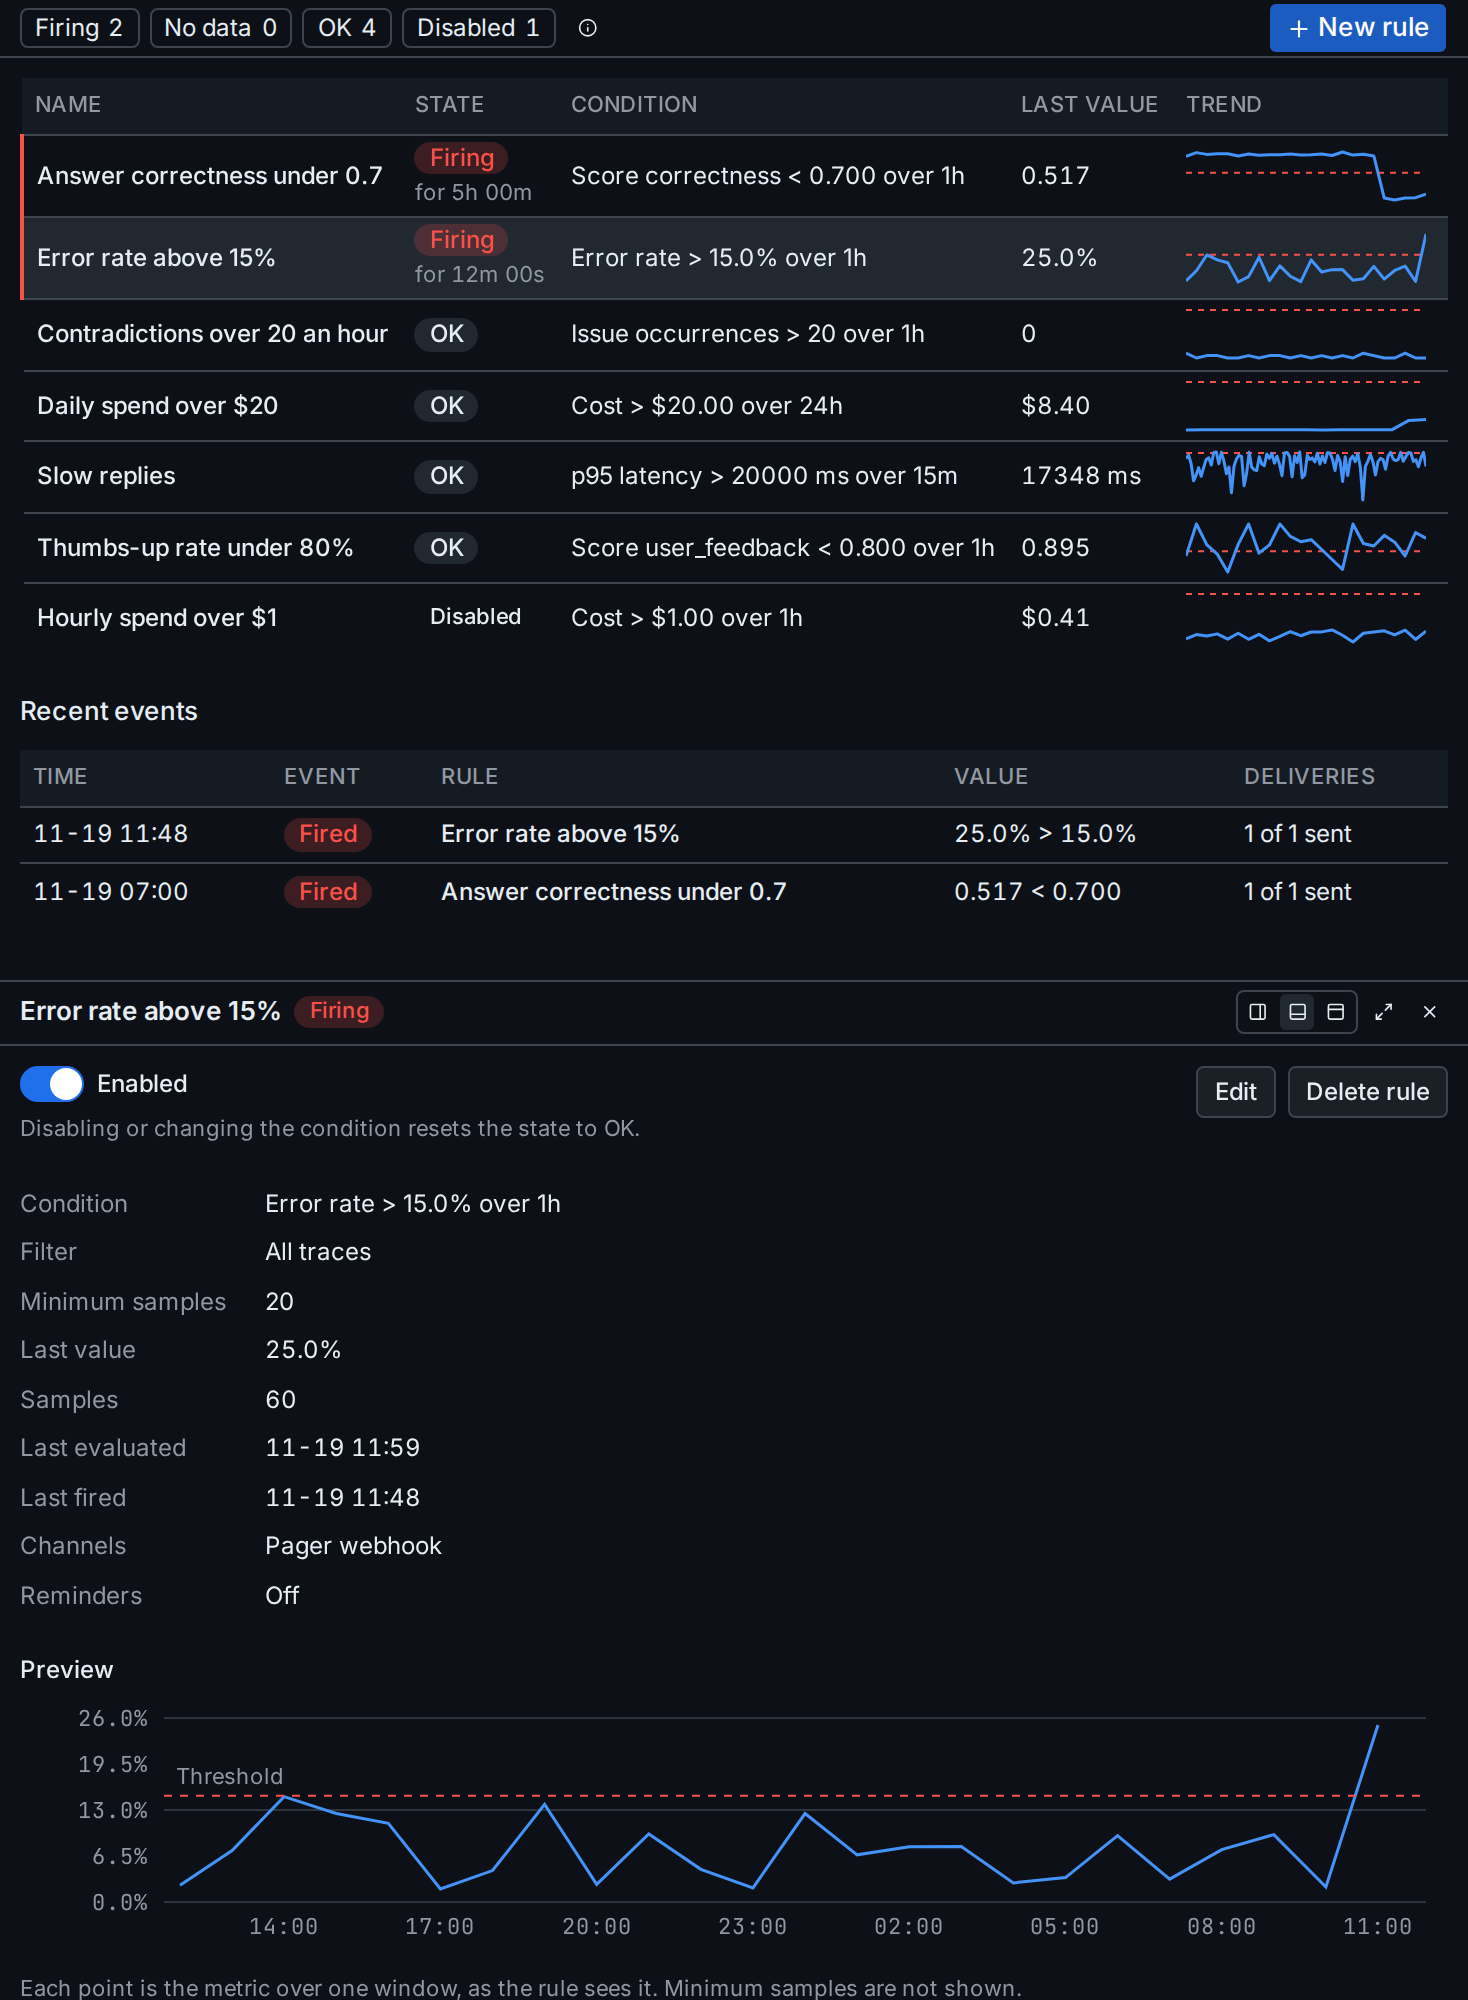 Firing 2 No data 0 OK 4 Disabled 1 + New rule
NAME STATE CONDITION LAST VALUE TREND
Answer correctness under 0.7 Firing for 5h 00m Score correctness < 0.700 over 1h 0.517
Error rate above 15% Firing for 12m 00s Error rate > 15.0% over 1h 25.0%
Contradictions over 20 an hour OK Issue occurrences > 20 over 1h 0
Daily spend over $20 OK Cost > $20.00 over 24h $8.40
Slow replies OK p95 latency > 20000 ms over 15m 17348 ms
Thumbs-up rate under 80% OK Score user_feedback < 0.800 over 1h 0.895
Hourly spend over $1 Disabled Cost > $1.00 over 1h $0.41
Recent events
TIME EVENT RULE VALUE DELIVERIES
11-19 11:48 Fired Error rate above 15% 25.0% > 15.0% 1 of 1 sent
11-19 07:00 Fired Answer correctness under 0.7 0.517 < 0.700 1 of 1 sent
Error rate above 15% Firing
Enabled Edit Delete rule
Disabling or changing the condition resets the state to OK.
Condition Error rate > 15.0% over 1h
Filter All traces
Minimum samples 20
Last value 25.0%
Samples 60
Last evaluated 11-19 11:59
Last fired 11-19 11:48
Channels Pager webhook
Reminders Off
Preview
26.0%
19.5%
Threshold
13.0%
6.5%
0.0%
14:00 17:00 20:00 23:00 02:00 05:00 08:00 11:00
Each point is the metric over one window, as the rule sees it. Minimum samples are not shown.